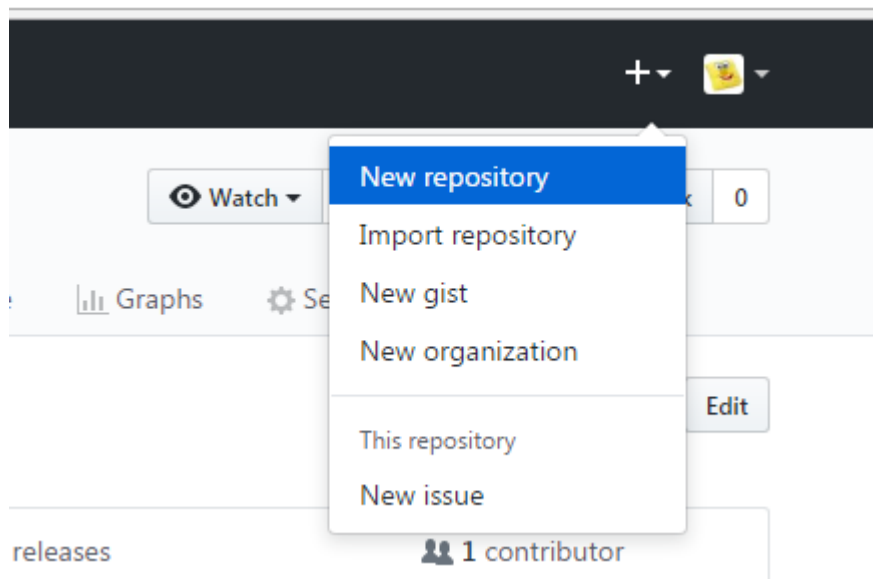 New repository
Watch 0
Import repository
Graphs
New gist
New organization
Edit
This repository
New issue
releases 1 contributor